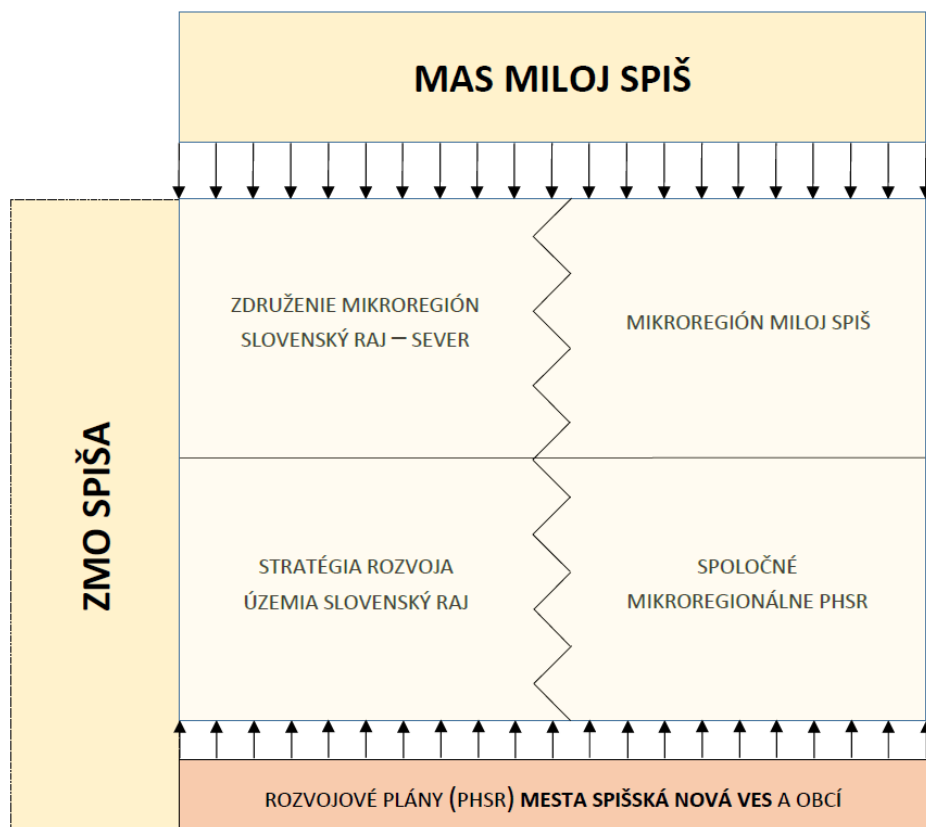 MAS MILOJ SPIŠ
ZMO SPIŠA
ZDRUŽENIE MIKROREGIÓN
SLOVENSKÝ RAJ – SEVER
MIKROREGIÓN MILOJ SPIŠ
STRATÉGIA ROZVOJA
ÚZEMIA SLOVENSKÝ RAJ
SPOLOČNÉ
MIKROREGIONÁLNE PHSR
ROZVOJOVÉ PLÁNY (PHSR) MESTA SPIŠSKÁ NOVÁ VES A OBCÍ